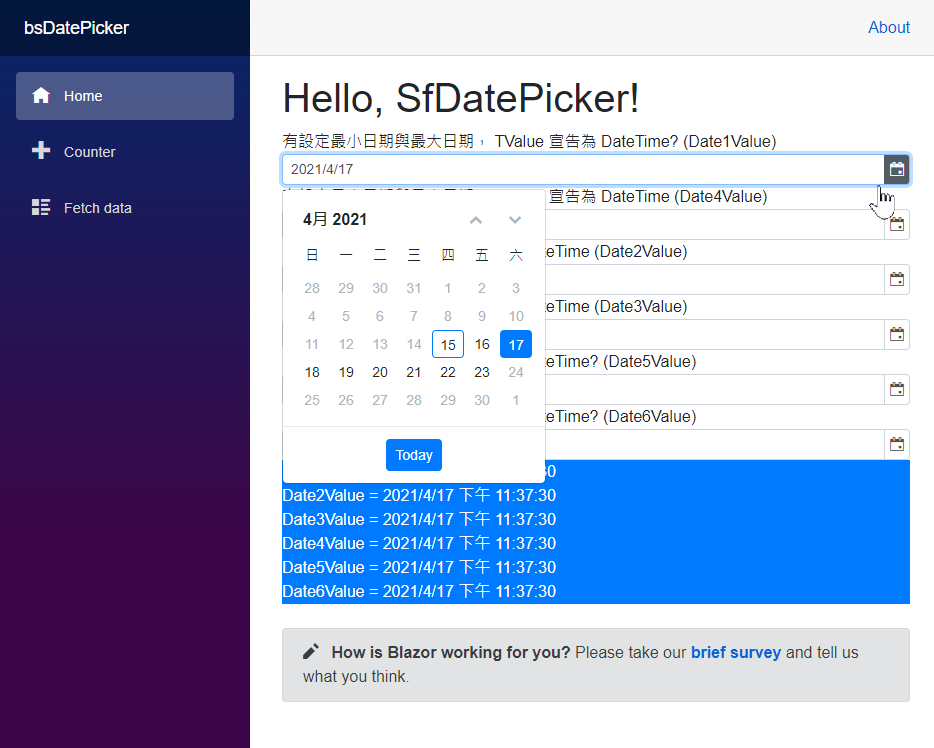 bsDatePicker
About
Home
Counter
Fetch data
Hello, SfDatePicker!
有設定最小日期與最大日期， TValue 宣告為 DateTime? (Date1Value)
2021/4/17
宣告為 DateTime (Date4Value)
eTime (Date2Value)
eTime (Date3Value)
eTime? (Date5Value)
eTime? (Date6Value)
4月 2021
日 一 二 三 四 五 六
28 29 30 31 1 2 3
4 5 6 7 8 9 10
11 12 13 14 15 16 17
18 19 20 21 22 23 24
25 26 27 28 29 30 1
Today
30
Date2Value = 2021/4/17 下午 11:37:30
Date3Value = 2021/4/17 下午 11:37:30
Date4Value = 2021/4/17 下午 11:37:30
Date5Value = 2021/4/17 下午 11:37:30
Date6Value = 2021/4/17 下午 11:37:30
How is Blazor working for you? Please take our brief survey and tell us
what you think.